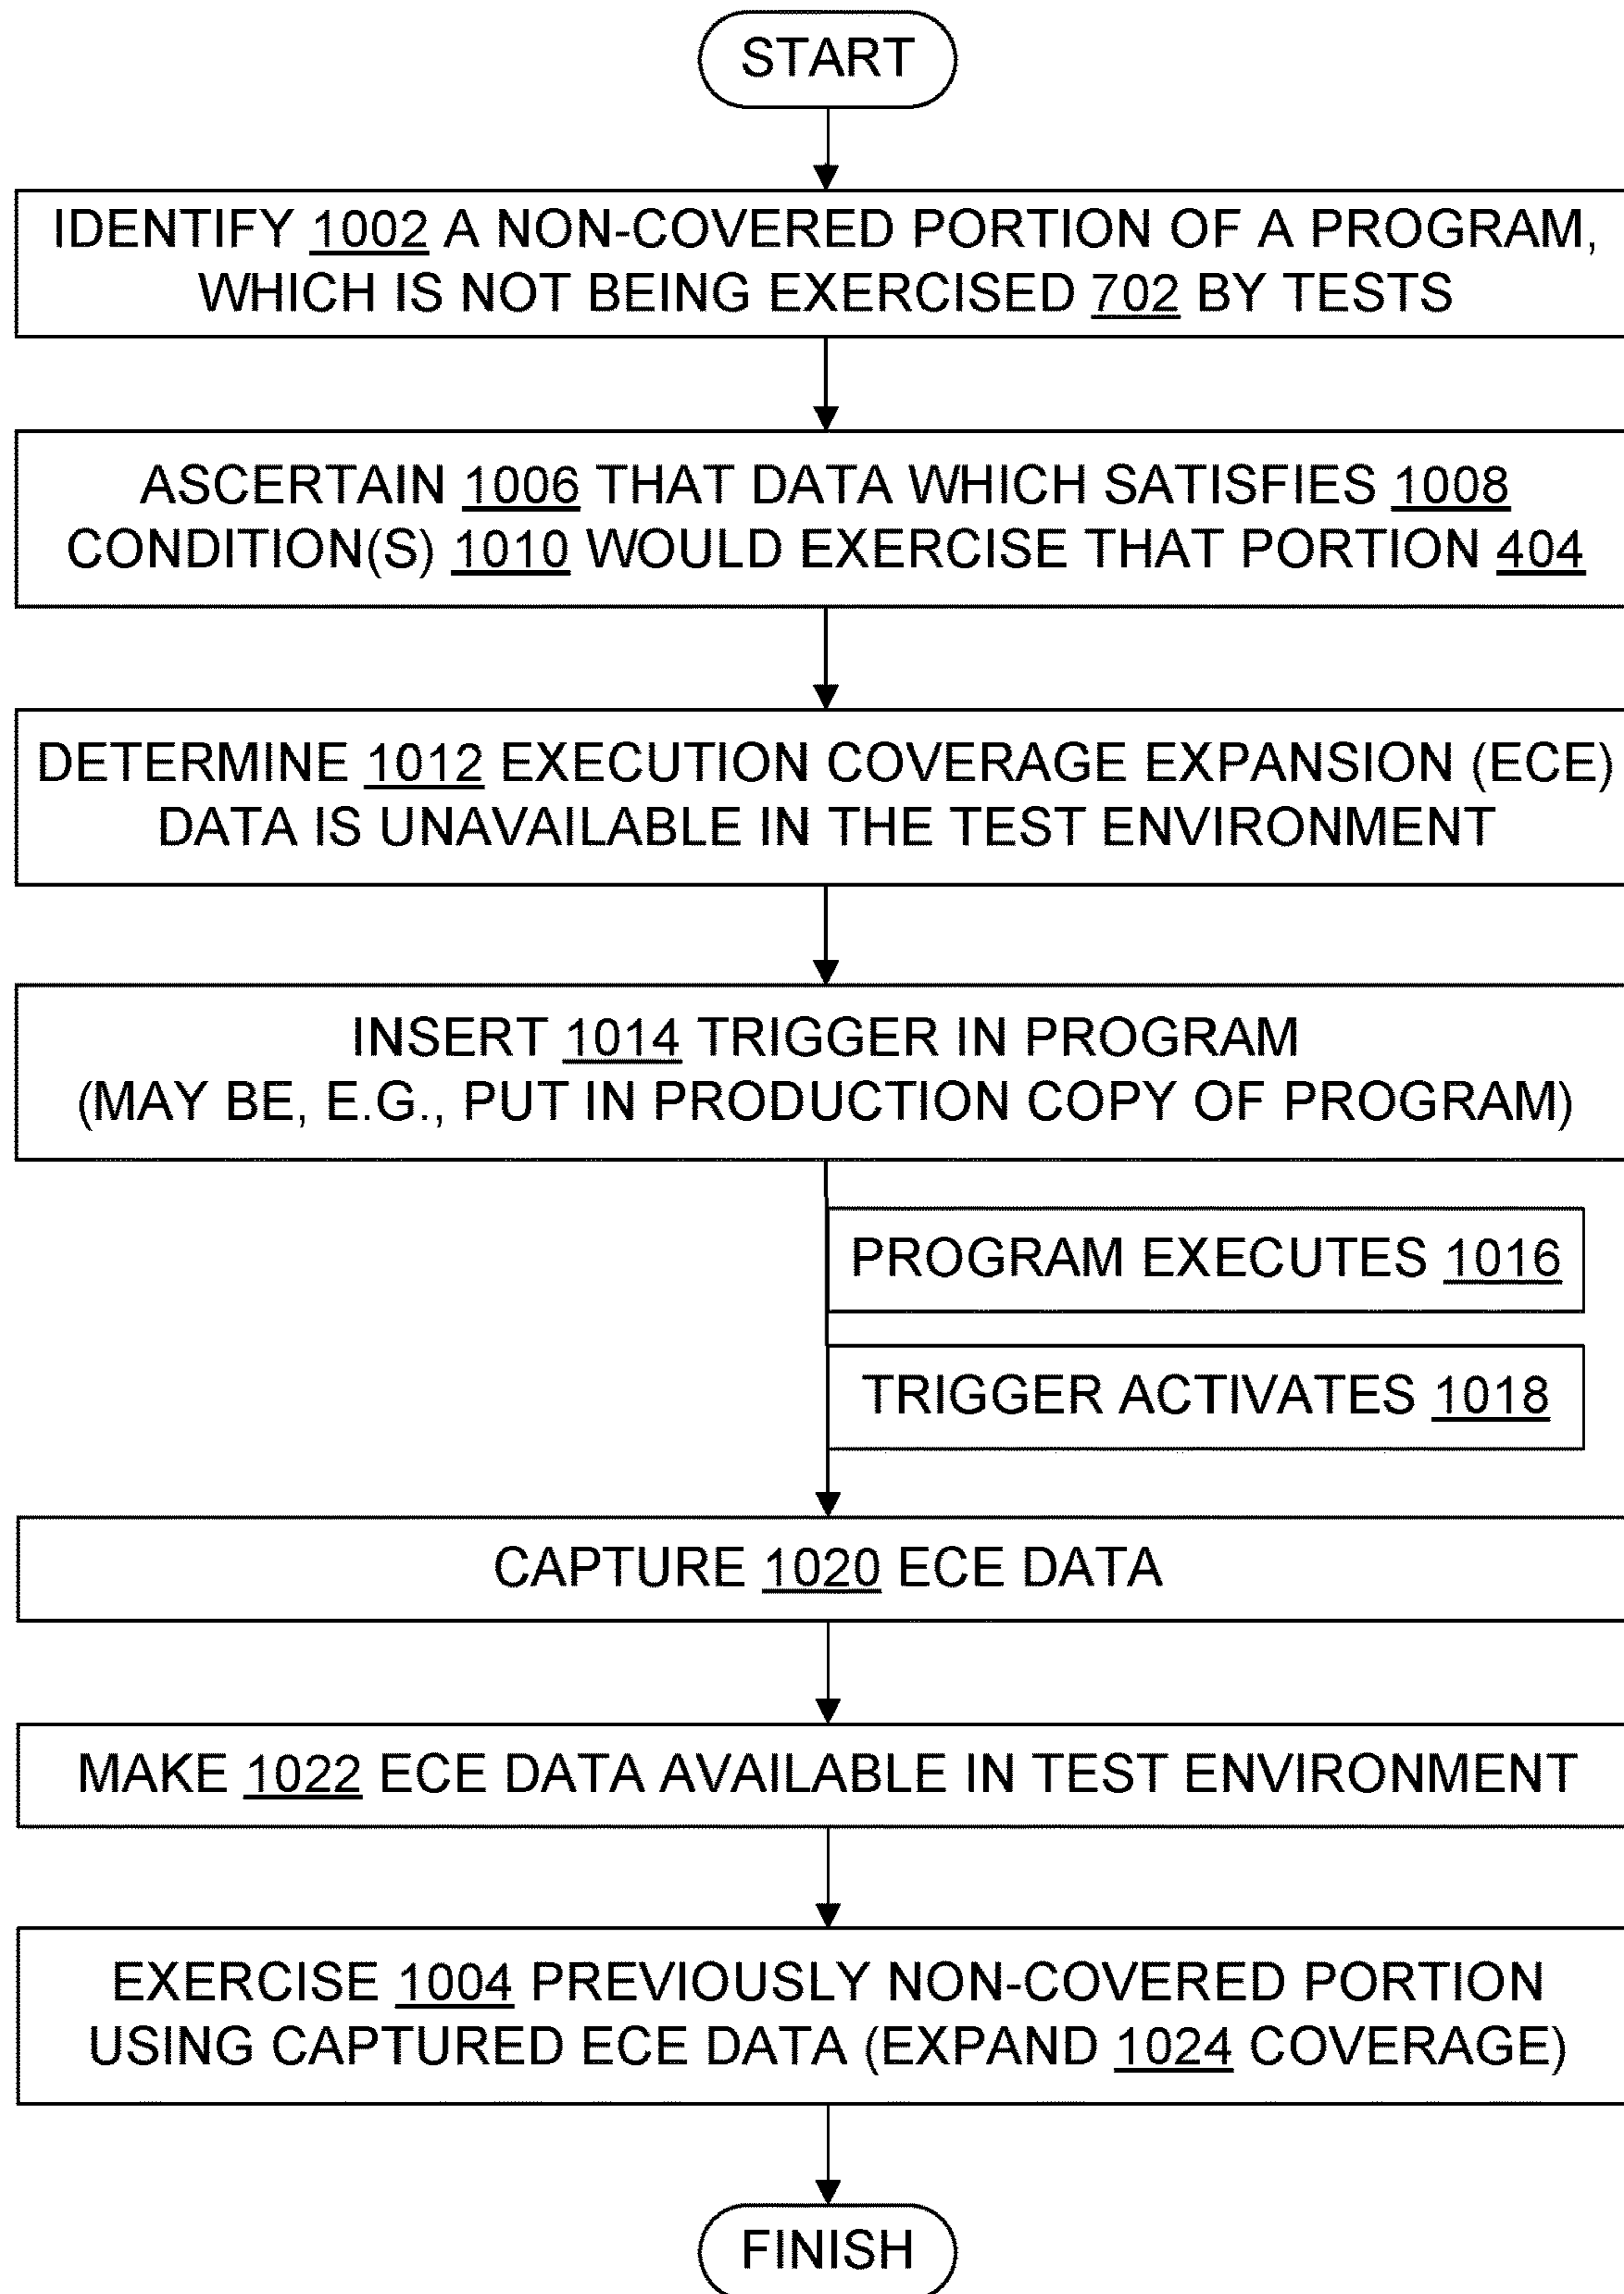 START
IDENTIFY 1002 A NON-COVERED PORTION OF A PROGRAM,
WHICH IS NOT BEING EXERCISED 702 BY TESTS
ASCERTAIN 1006 THAT DATA WHICH SATISFIES 1008
CONDITION(S) 1010 WOULD EXERCISE THAT PORTION 404
DETERMINE 1012 EXECUTION COVERAGE EXPANSION (ECE)
DATA IS UNAVAILABLE IN THE TEST ENVIRONMENT
INSERT 1014 TRIGGER IN PROGRAM
(MAY BE, E.G., PUT IN PRODUCTION COPY OF PROGRAM)
PROGRAM EXECUTES 1016
TRIGGER ACTIVATES 1018
CAPTURE 1020 ECE DATA
MAKE 1022 ECE DATA AVAILABLE IN TEST ENVIRONMENT
EXERCISE 1004 PREVIOUSLY NON-COVERED PORTION
USING CAPTURED ECE DATA (EXPAND 1024 COVERAGE)
FINISH